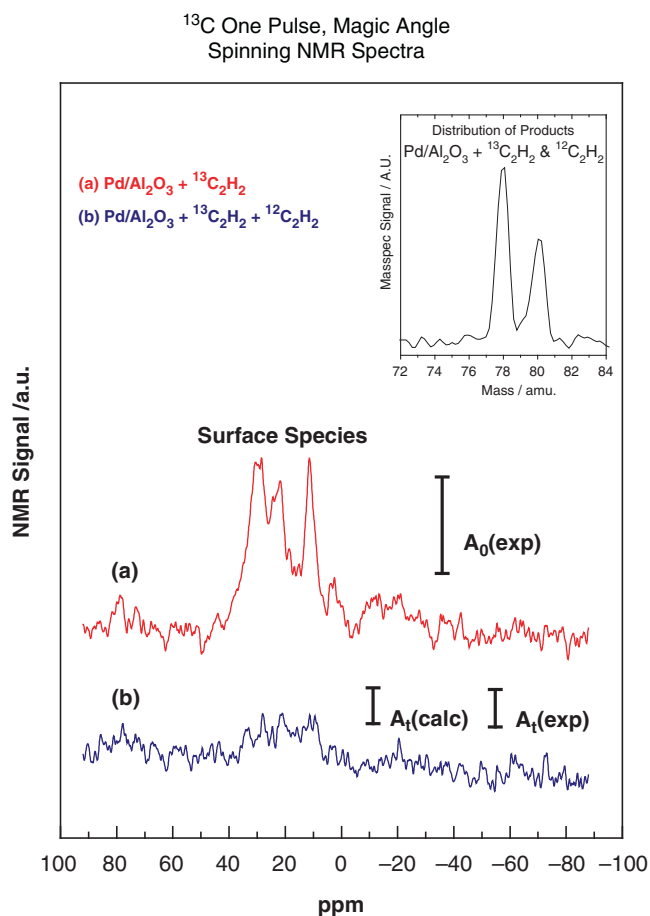 ¹³C One Pulse, Magic Angle
Spinning NMR Spectra
(a) Pd/Al₂O₃ + ¹³C₂H₂
(b) Pd/Al₂O₃ + ¹³C₂H₂ + ¹²C₂H₂
Distribution of Products
Pd/Al₂O₃ + ¹³C₂H₂ & ¹²C₂H₂
Masspec Signal / A.U.
72 74 76 78 80 82 84
Mass / amu.
NMR Signal /a.u.
Surface Species
A₀(exp)
(a)
(b)
Aₜ(calc)
Aₜ(exp)
100 80 60 40 20 0 −20 −40 −60 −80 −100
ppm